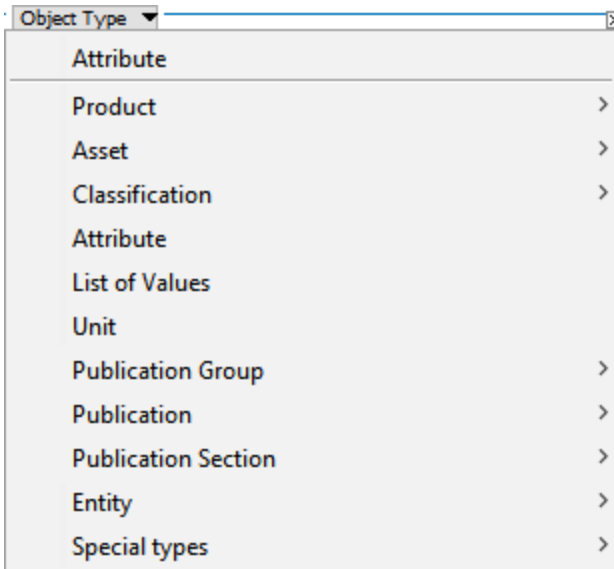 Object Type
Attribute
Product
Asset
Classification
Attribute
List of Values
Unit
Publication Group
Publication
Publication Section
Entity
Special types